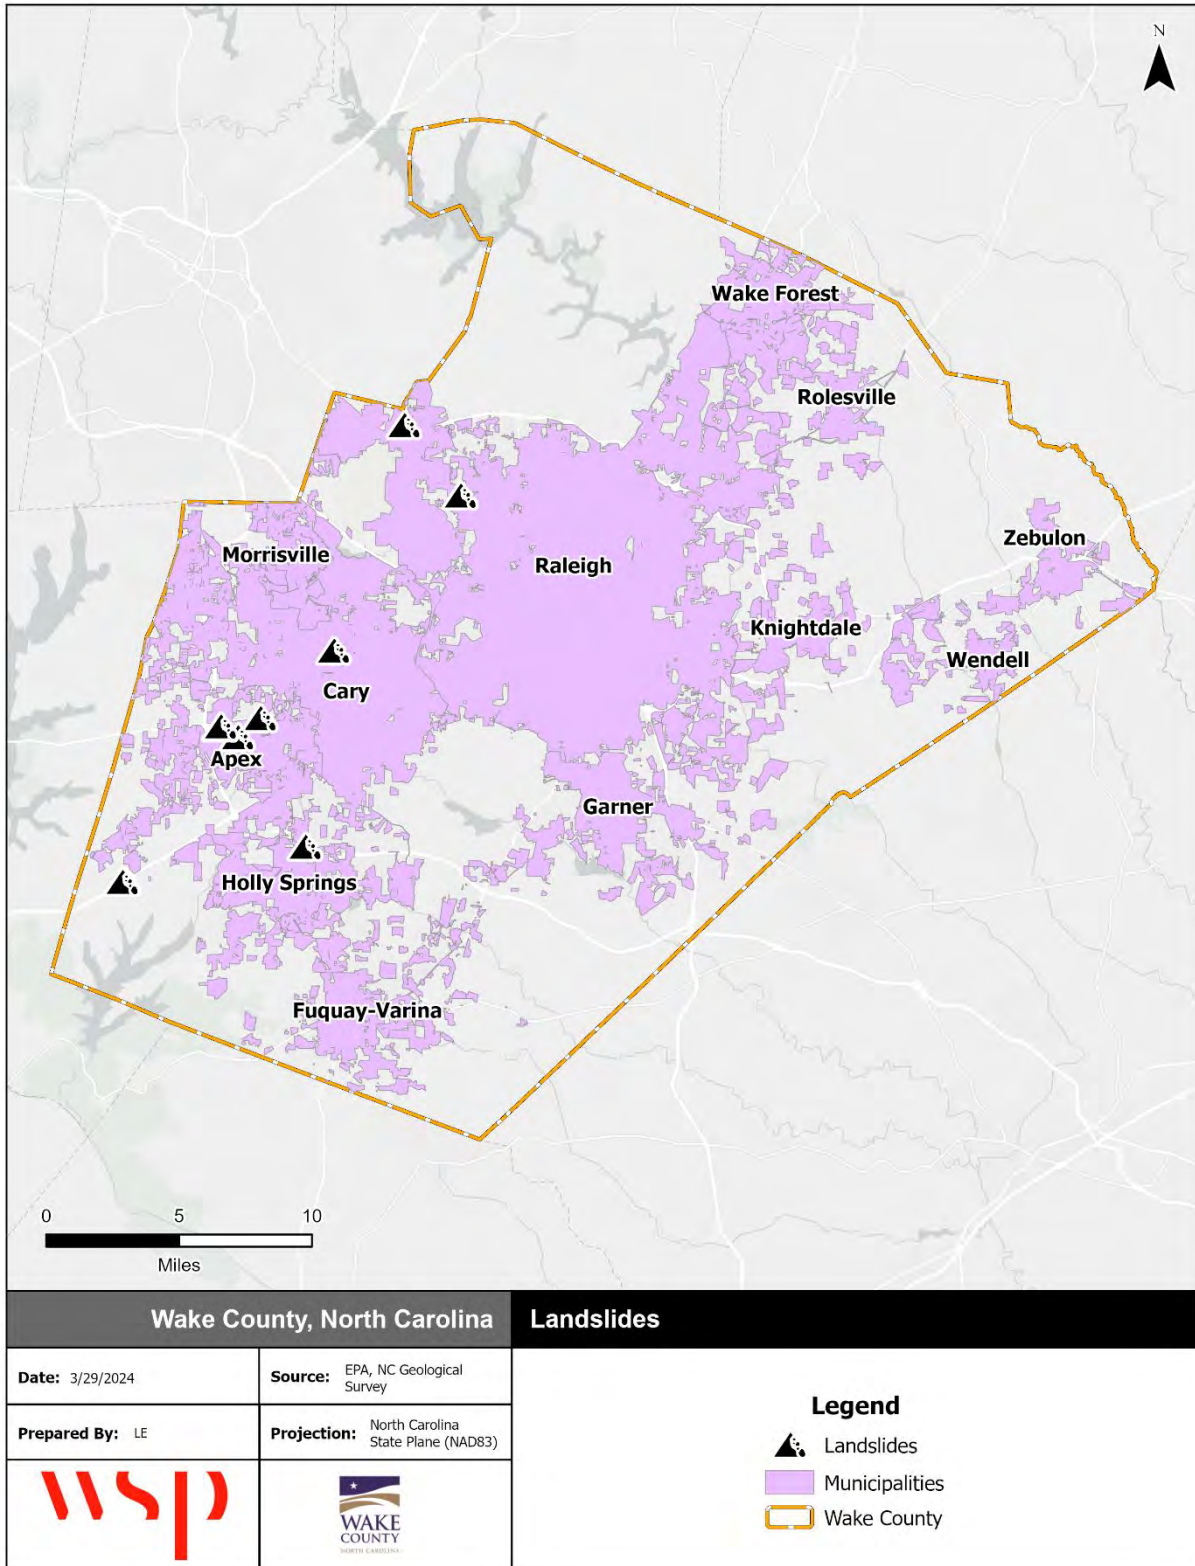 N
Wake Forest
Rolesville
Zebulon
Morrisville
Raleigh
Knightdale
Wendell
Cary
Apex
Garner
Holly Springs
Fuquay-Varina
0 5 10
Miles
Wake County, North Carolina
Landslides
Date: 3/29/2024
Source: EPA, NC Geological
Survey
Prepared By: LE
Projection: North Carolina
State Plane (NAD83)
wsp
WAKE
COUNTY
NORTH CAROLINA
Legend
Landslides
Municipalities
Wake County